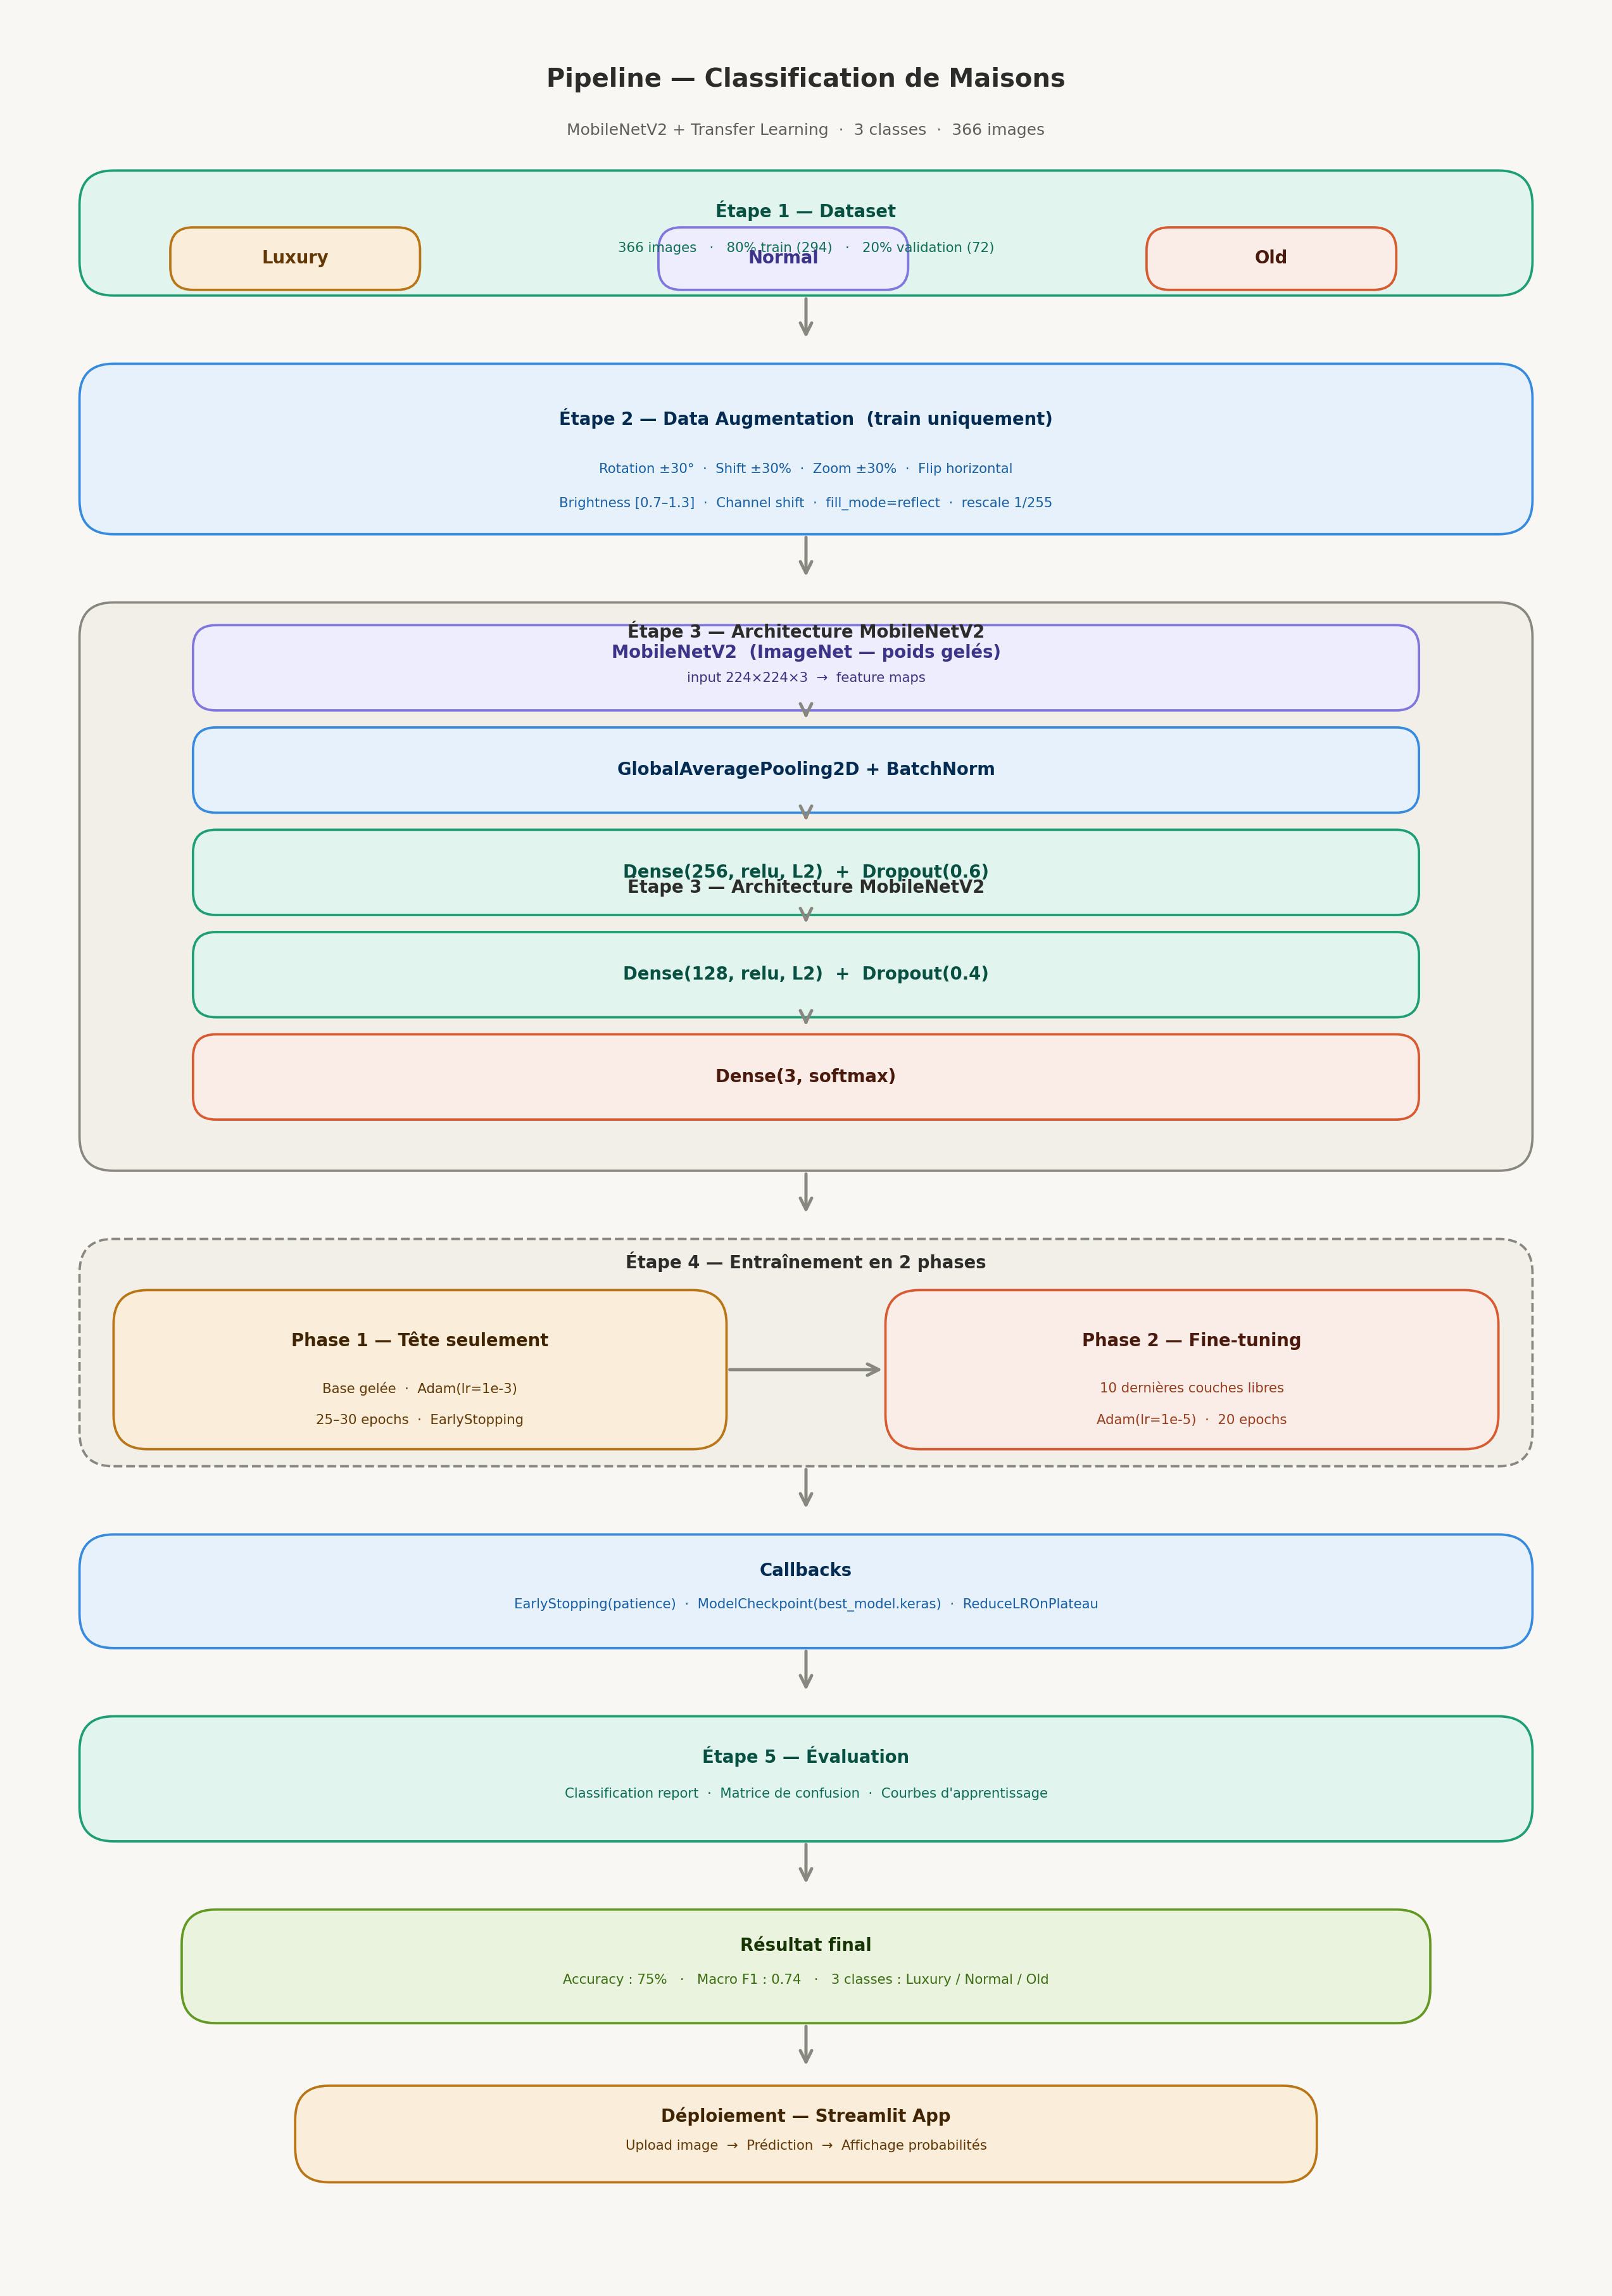 Pipeline — Classification de Maisons
MobileNetV2 + Transfer Learning · 3 classes · 366 images
Étape 1 — Dataset
366 images · 80% train (294) · 20% validation (72)
Luxury
Normal
Old
Étape 2 — Data Augmentation (train uniquement)
Rotation ±30° · Shift ±30% · Zoom ±30% · Flip horizontal
Brightness [0.7–1.3] · Channel shift · fill_mode=reflect · rescale 1/255
Étape 3 — Architecture MobileNetV2
MobileNetV2 (ImageNet — poids gelés)
input 224×224×3 → feature maps
GlobalAveragePooling2D + BatchNorm
Dense(256, relu, L2) + Dropout(0.6)
Étape 3 — Architecture MobileNetV2
Dense(128, relu, L2) + Dropout(0.4)
Dense(3, softmax)
Étape 4 — Entraînement en 2 phases
Phase 1 — Tête seulement
Base gelée · Adam(lr=1e-3)
25–30 epochs · EarlyStopping
Phase 2 — Fine-tuning
10 dernières couches libres
Adam(lr=1e-5) · 20 epochs
Callbacks
EarlyStopping(patience) · ModelCheckpoint(best_model.keras) · ReduceLROnPlateau
Étape 5 — Évaluation
Classification report · Matrice de confusion · Courbes d'apprentissage
Résultat final
Accuracy : 75% · Macro F1 : 0.74 · 3 classes : Luxury / Normal / Old
Déploiement — Streamlit App
Upload image → Prédiction → Affichage probabilités